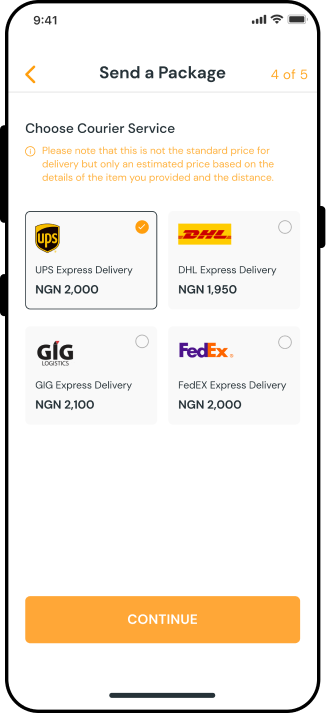 9:41
Send a Package
4 of 5
Choose Courier Service
Please note that this is not the standard price for
delivery but only an estimated price based on the
details of the item you provided and the distance.
ups
DHL
UPS Express Delivery
DHL Express Delivery
NGN 2,000
NGN 1,950
GIG
LOGISTICS
FedEx
GIG Express Delivery
FedEX Express Delivery
NGN 2,100
NGN 2,000
CONTINUE